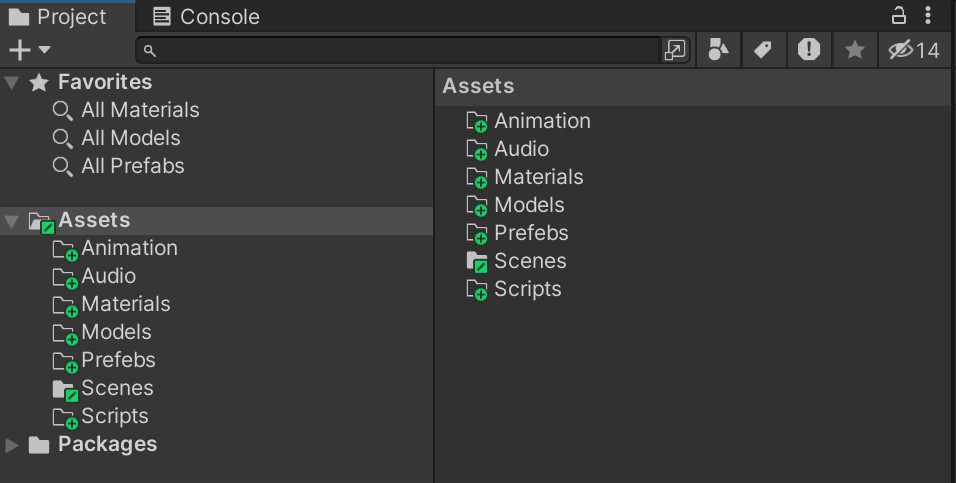 Project
Console
14
Favorites
All Materials
All Models
All Prefabs
Assets
Animation
Audio
Materials
Models
Prefebs
Scenes
Scripts
Packages
Assets
Animation
Audio
Materials
Models
Prefebs
Scenes
Scripts